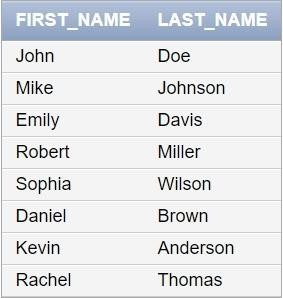 FIRST_NAME LAST_NAME
John Doe
Mike Johnson
Emily Davis
Robert Miller
Sophia Wilson
Daniel Brown
Kevin Anderson
Rachel Thomas